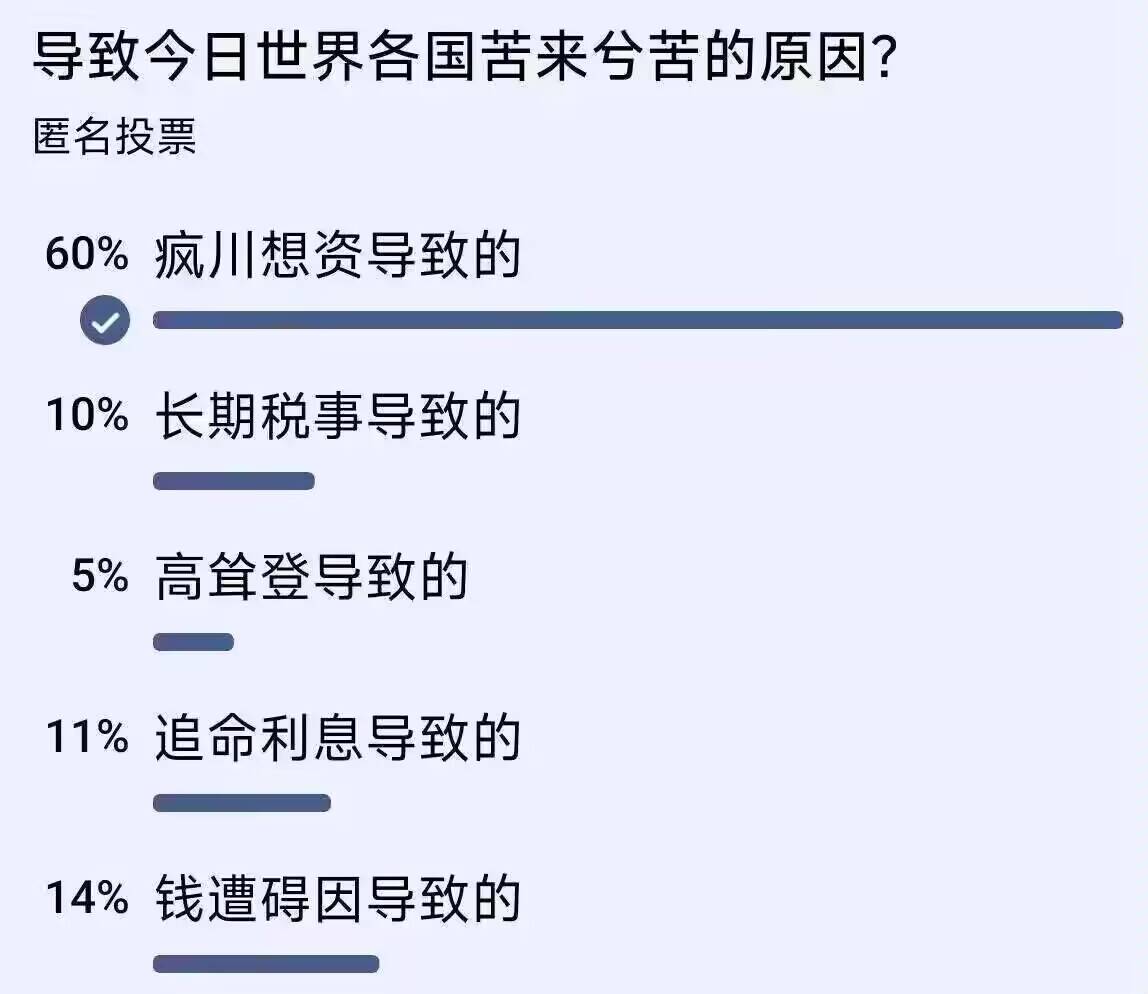 导致今日世界各国苦来兮苦的原因?
匿名投票
60% 疯川想资导致的
10% 长期税事导致的
5% 高耸登导致的
11% 追命利息导致的
14% 钱遭碍因导致的